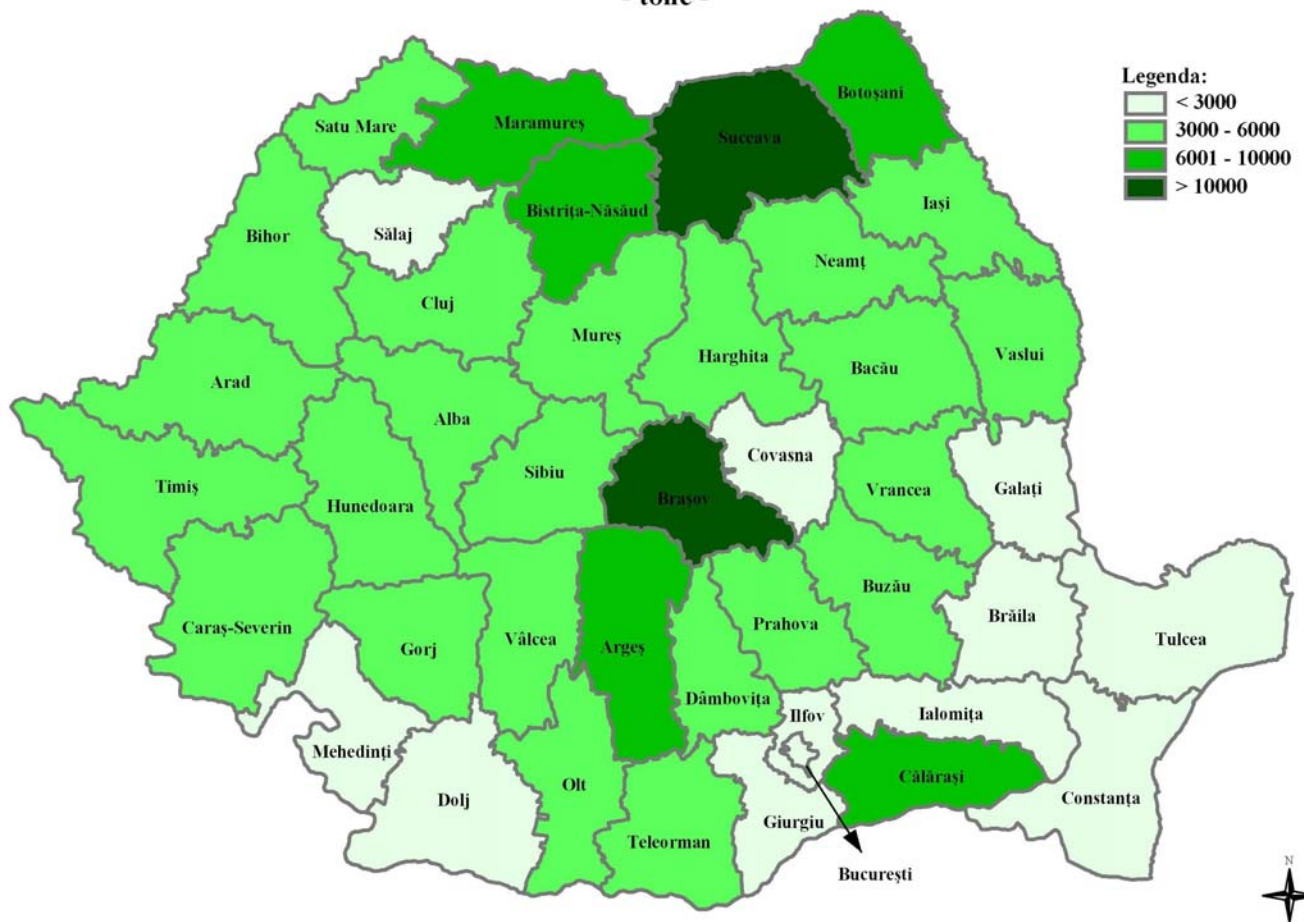 - tone -
Legenda:
< 3000
3000 - 6000
6001 - 10000
> 10000
Botoșani
Satu Mare
Maramureș
Suceava
Iași
Bistrița-Năsăud
Bihor
Sălaj
Neamț
Cluj
Mureș
Harghita
Bacău
Vaslui
Arad
Alba
Covasna
Sibiu
Timiș
Brașov
Vrancea
Galați
Hunedoara
Buzău
Brăila
Prahova
Caraș-Severin
Vâlcea
Tulcea
Gorj
Argeș
Dâmbovița
Ilfov
Ialomița
Mehedinți
Călărași
Olt
Dolj
Constanța
Giurgiu
Teleorman
București
N